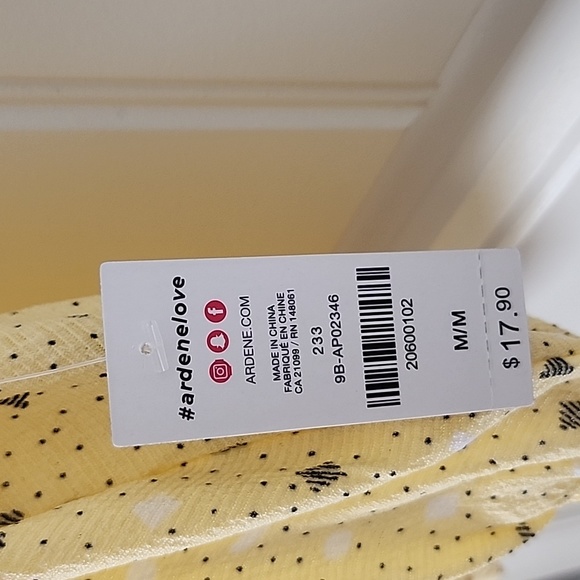 #ardenelove
ARDENE.COM
MADE IN CHINA
FABRIQUÉ EN CHINE
CA 21099 / RN 148061
233
9B-AP02346
20600102
M/M
$17.90